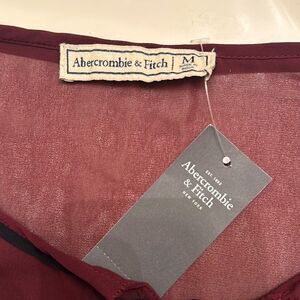 Abercrombie & Fitch
M
EST. 1892
Abercrombie
& Fitch
NEW YORK